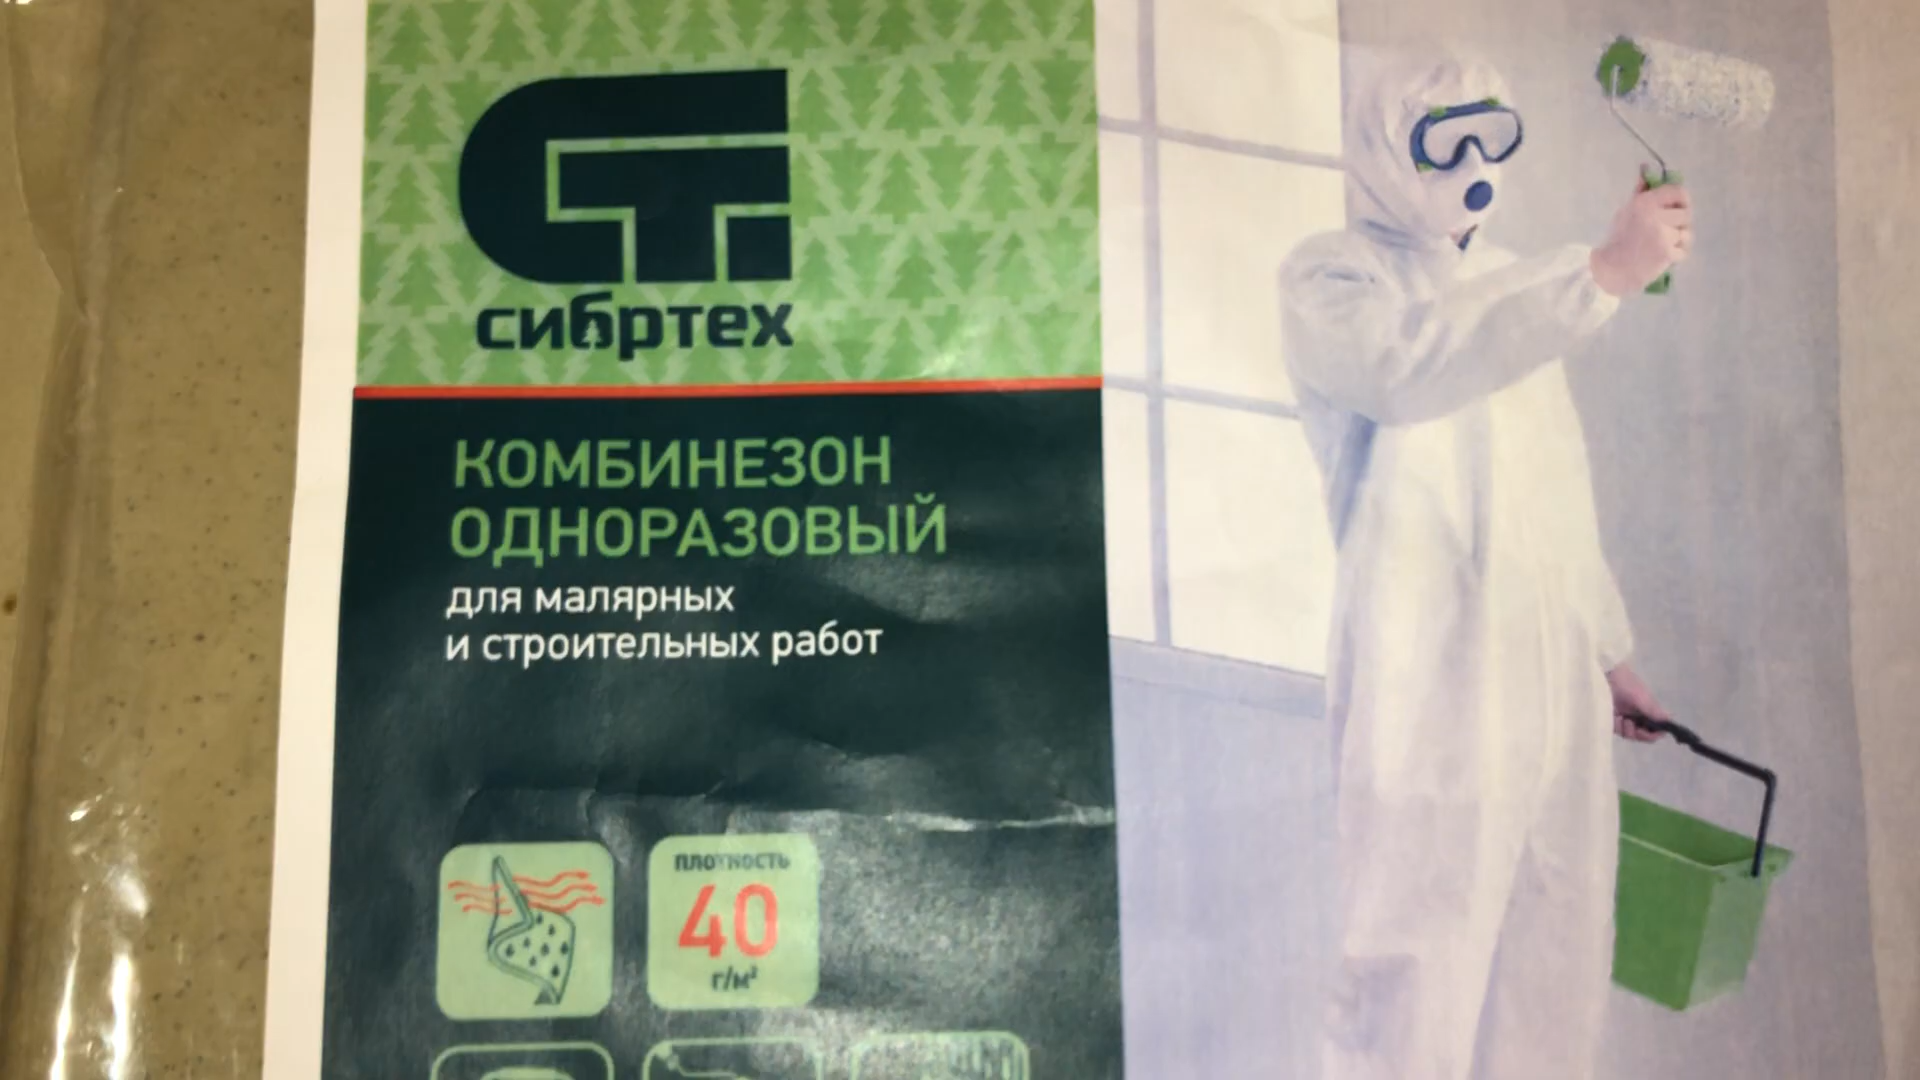 сибртех
КОМБИНЕЗОН
ОДНОРАЗОВЫЙ
для малярных
и строительных работ
ПЛОТНОСТЬ
40
г/м²